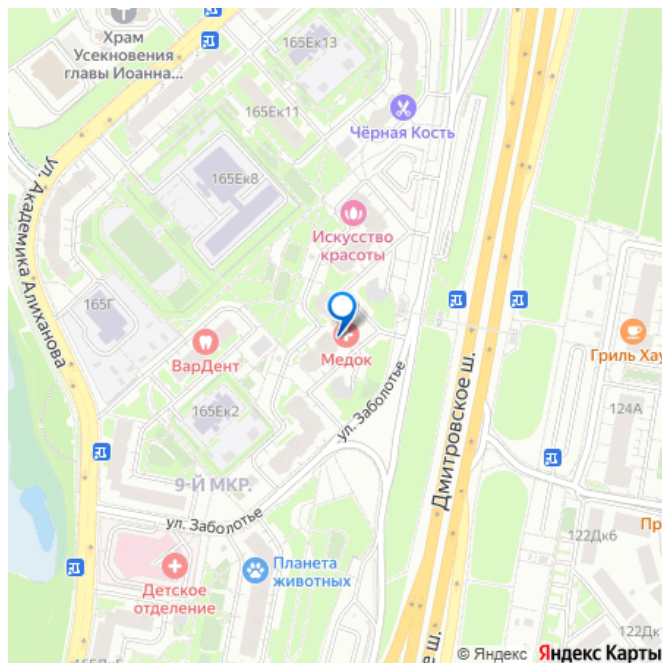 Храм
Усекновения
главы Иоанна...
165Ек13
165Ек11
Чёрная Кость
ул. Академика Алиханова
165Ек8
Искусство
красоты
165Г
ВарДент
Медок
Гриль Хау
ул. Заболотье
Дмитровское ш.
124А
165Ек2
9-Й МКР.
ул. Заболотье
122Дк6
Пр
Планета
животных
Детское
отделение
122Дк
е ш.
© Яндекс Яндекс Карты